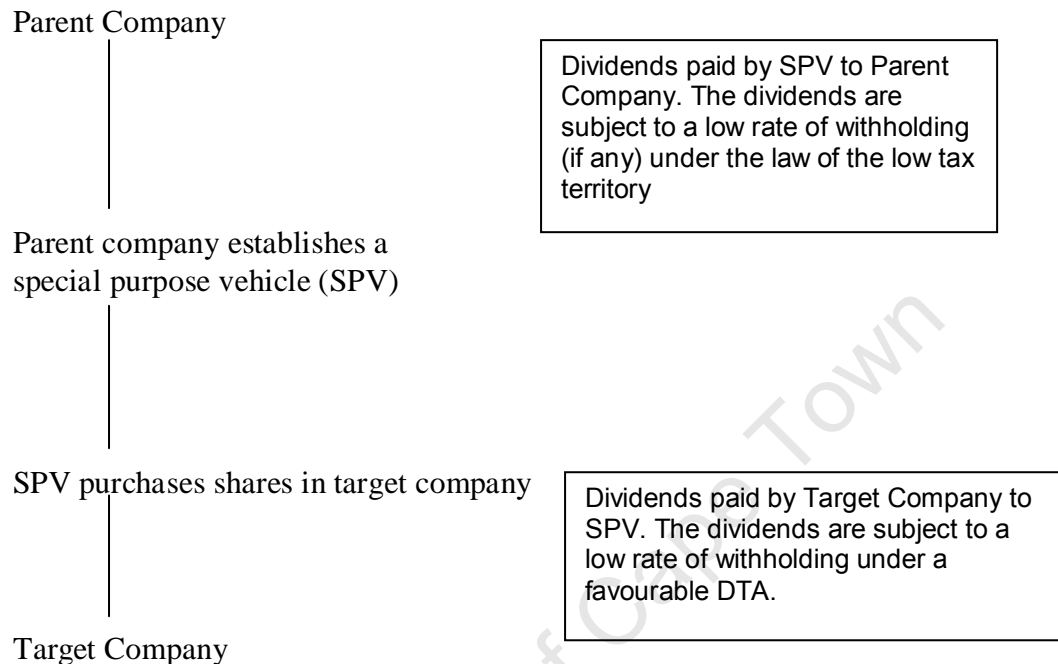 Parent Company
Dividends paid by SPV to Parent
Company. The dividends are
subject to a low rate of withholding
(if any) under the law of the low tax
territory
Parent company establishes a
special purpose vehicle (SPV)
SPV purchases shares in target company
Dividends paid by Target Company to
SPV. The dividends are subject to a
low rate of withholding under a
favourable DTA.
Target Company
of Cape Town